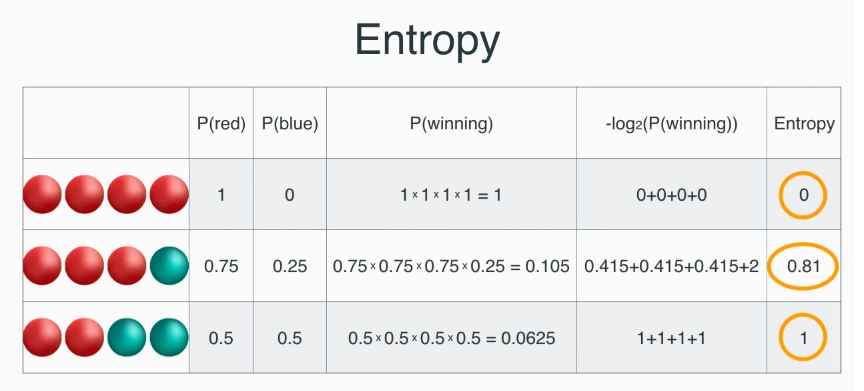 Entropy
P(red) P(blue) P(winning) -log2(P(winning)) Entropy
1 0 1×1×1×1 = 1 0+0+0+0 0
0.75 0.25 0.75×0.75×0.75×0.25 = 0.105 0.415+0.415+0.415+2 0.81
0.5 0.5 0.5×0.5×0.5×0.5 = 0.0625 1+1+1+1 1